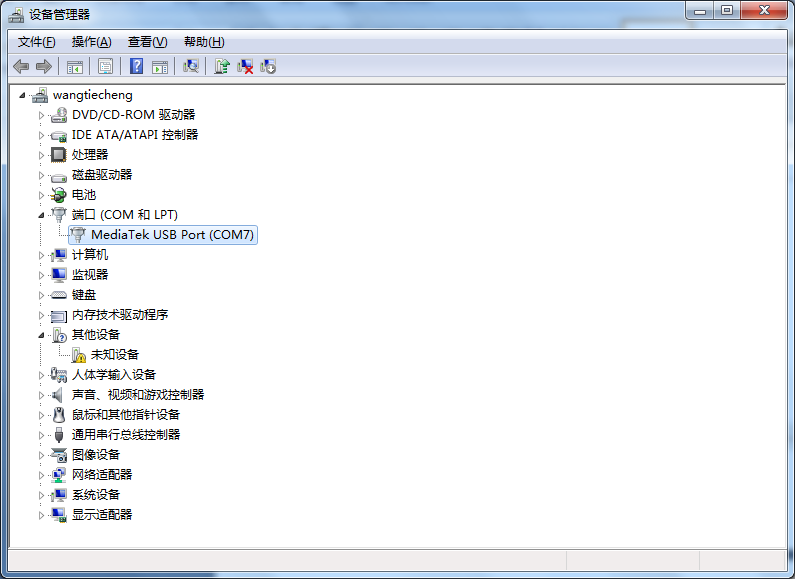 设备管理器
文件(F) 操作(A) 查看(V) 帮助(H)
wangtiecheng
DVD/CD-ROM 驱动器
IDE ATA/ATAPI 控制器
处理器
磁盘驱动器
电池
端口 (COM 和 LPT)
MediaTek USB Port (COM7)
计算机
监视器
键盘
内存技术驱动程序
其他设备
未知设备
人体学输入设备
声音、视频和游戏控制器
鼠标和其他指针设备
通用串行总线控制器
图像设备
网络适配器
系统设备
显示适配器